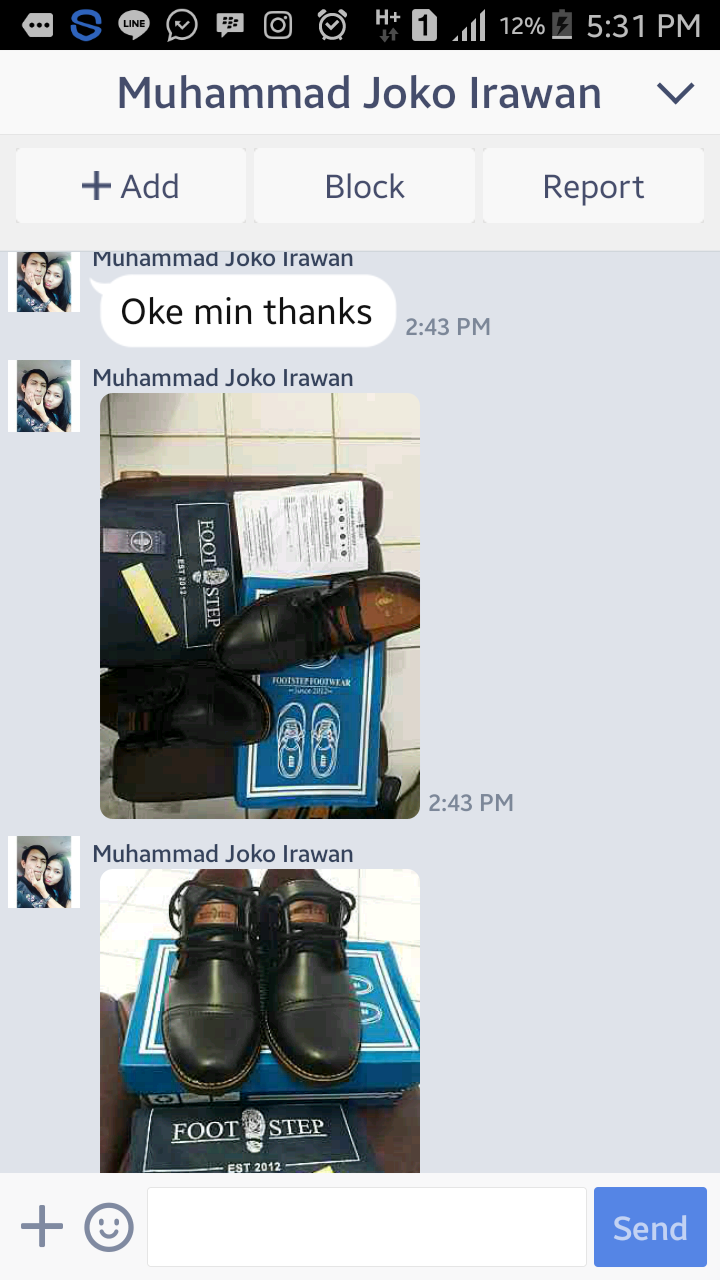 LINE
H+
1
12%
5:31 PM
Muhammad Joko Irawan
+ Add
Block
Report
Muhammad Joko Irawan
Oke min thanks
2:43 PM
Muhammad Joko Irawan
FOOT STEP
EST 2012
FOOTSTEP FOOTWEAR
Since 2012
2:43 PM
Muhammad Joko Irawan
FOOT STEP
EST 2012
Send